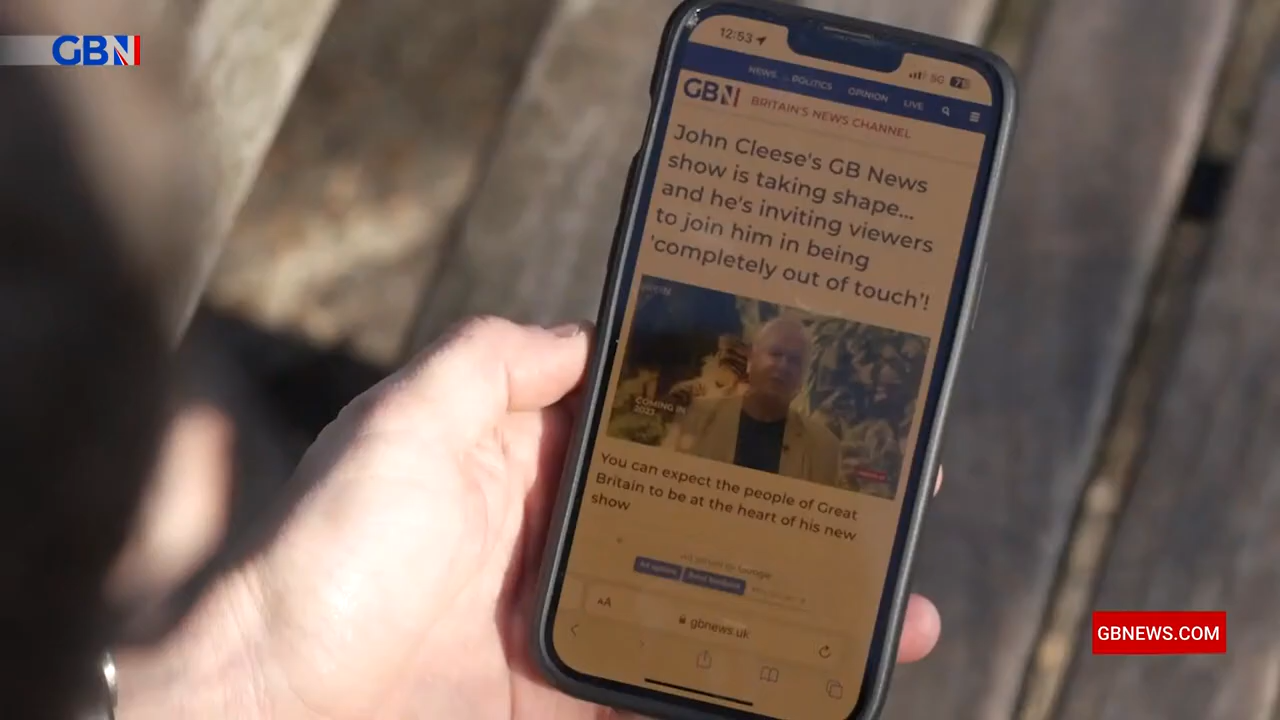 GBN
12:53
5G
NEWS POLITICS OPINION LIVE
GBN BRITAIN'S NEWS CHANNEL
John Cleese's GB News
show is taking shape...
and he's inviting viewers
to join him in being
'completely out of touch'!
COMING IN
2023
You can expect the people of Great
Britain to be at the heart of his new
show
AA
gbnews.uk
GBNEWS.COM